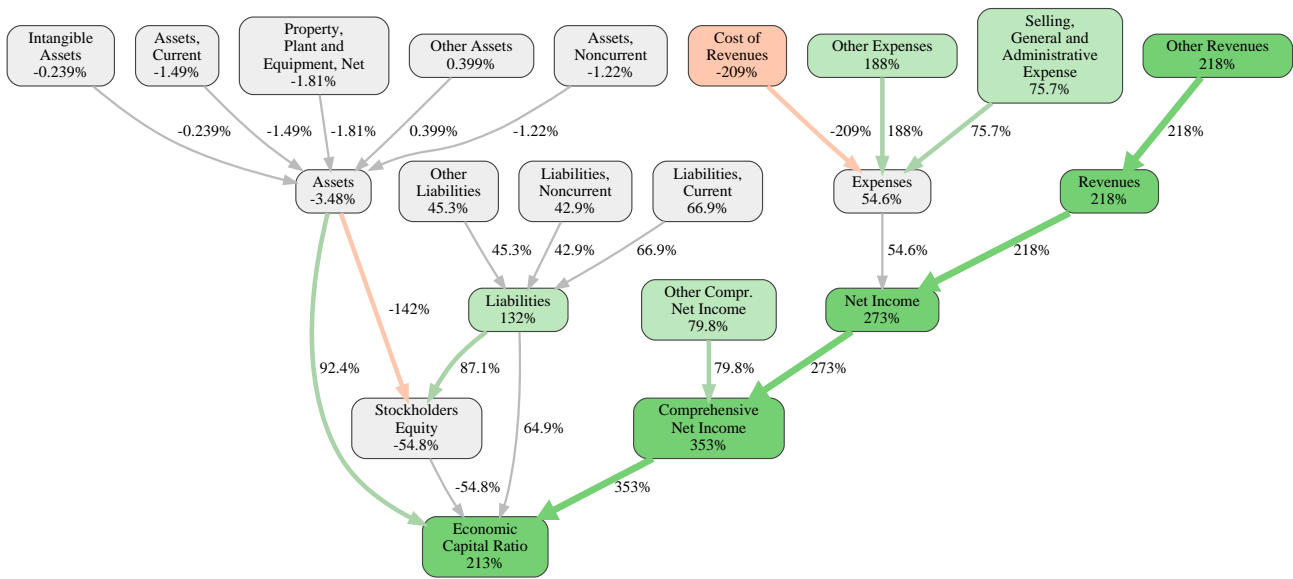 Intangible
Assets
-0.239%
Assets,
Current
-1.49%
Property,
Plant and
Equipment, Net
-1.81%
Other Assets
0.399%
Assets,
Noncurrent
-1.22%
Cost of
Revenues
-209%
Other Expenses
188%
Selling,
General and
Administrative
Expense
75.7%
Other Revenues
218%
-0.239%
-1.49%
-1.81%
0.399%
-1.22%
-209%
188%
75.7%
218%
Assets
-3.48%
Other
Liabilities
45.3%
Liabilities,
Noncurrent
42.9%
Liabilities,
Current
66.9%
Expenses
54.6%
Revenues
218%
45.3%
42.9%
66.9%
54.6%
218%
-142%
Liabilities
132%
Other Compr.
Net Income
79.8%
Net Income
273%
92.4%
87.1%
79.8%
273%
Stockholders
Equity
-54.8%
64.9%
Comprehensive
Net Income
353%
-54.8%
353%
Economic
Capital Ratio
213%